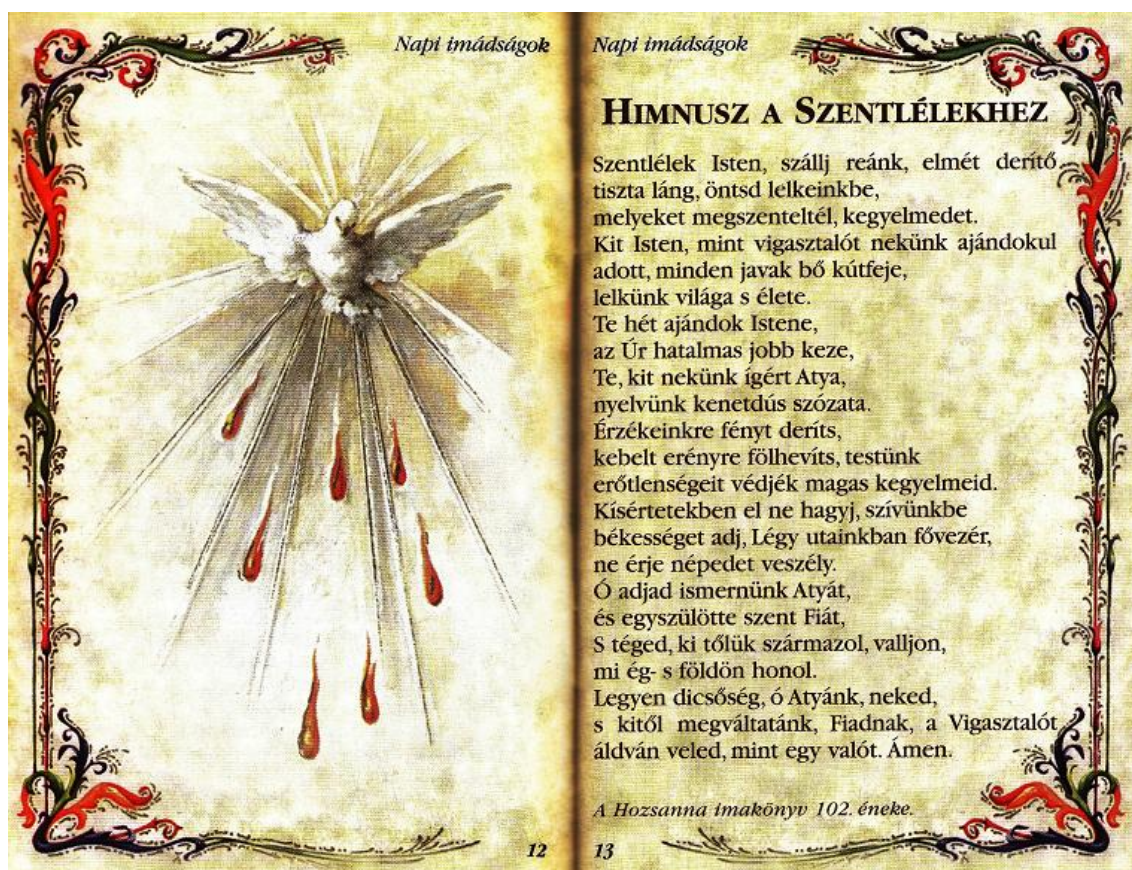 Napi imádságok
12
Napi imádságok
HIMNUSZ A SZENTLÉLEKHEZ
Szentlélek Isten, szállj reánk, elmét derítő
tiszta láng, öntsd lelkeinkbe,
melyeket megszenteltél, kegyelmedet.
Kit Isten, mint vigasztalót nekünk ajándokul
adott, minden javak bő kútfeje,
lelkünk világa s élete.
Te hét ajándok Istene,
az Úr hatalmas jobb keze,
Te, kit nekünk ígért Atya,
nyelvünk kenetdús szózata.
Érzékeinkre fényt deríts,
kebelt erényre fölhevíts, testünk
erőtlenségeit védjék magas kegyelmeid.
Kísértetekben el ne hagyj, szívünkbe
békességet adj, Légy utainkban fővezér,
ne érje népedet veszély.
Ó adjad ismernünk Atyát,
és egyszülötte szent Fiát,
S téged, ki tőlük származol, valljon,
mi ég- s földön honol.
Legyen dicsőség, ó Atyánk, neked,
s kitől megváltatánk, Fiadnak, a Vigasztalót
áldván veled, mint egy valót. Ámen.
A Hozsanna imakönyv 102. éneke.
13